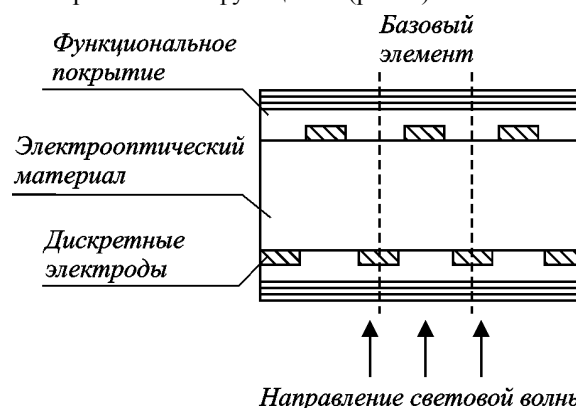 Базовый
элемент
Функциональное
покрытие
Электрооптический
материал
Дискретные
электроды
Направление световой волны